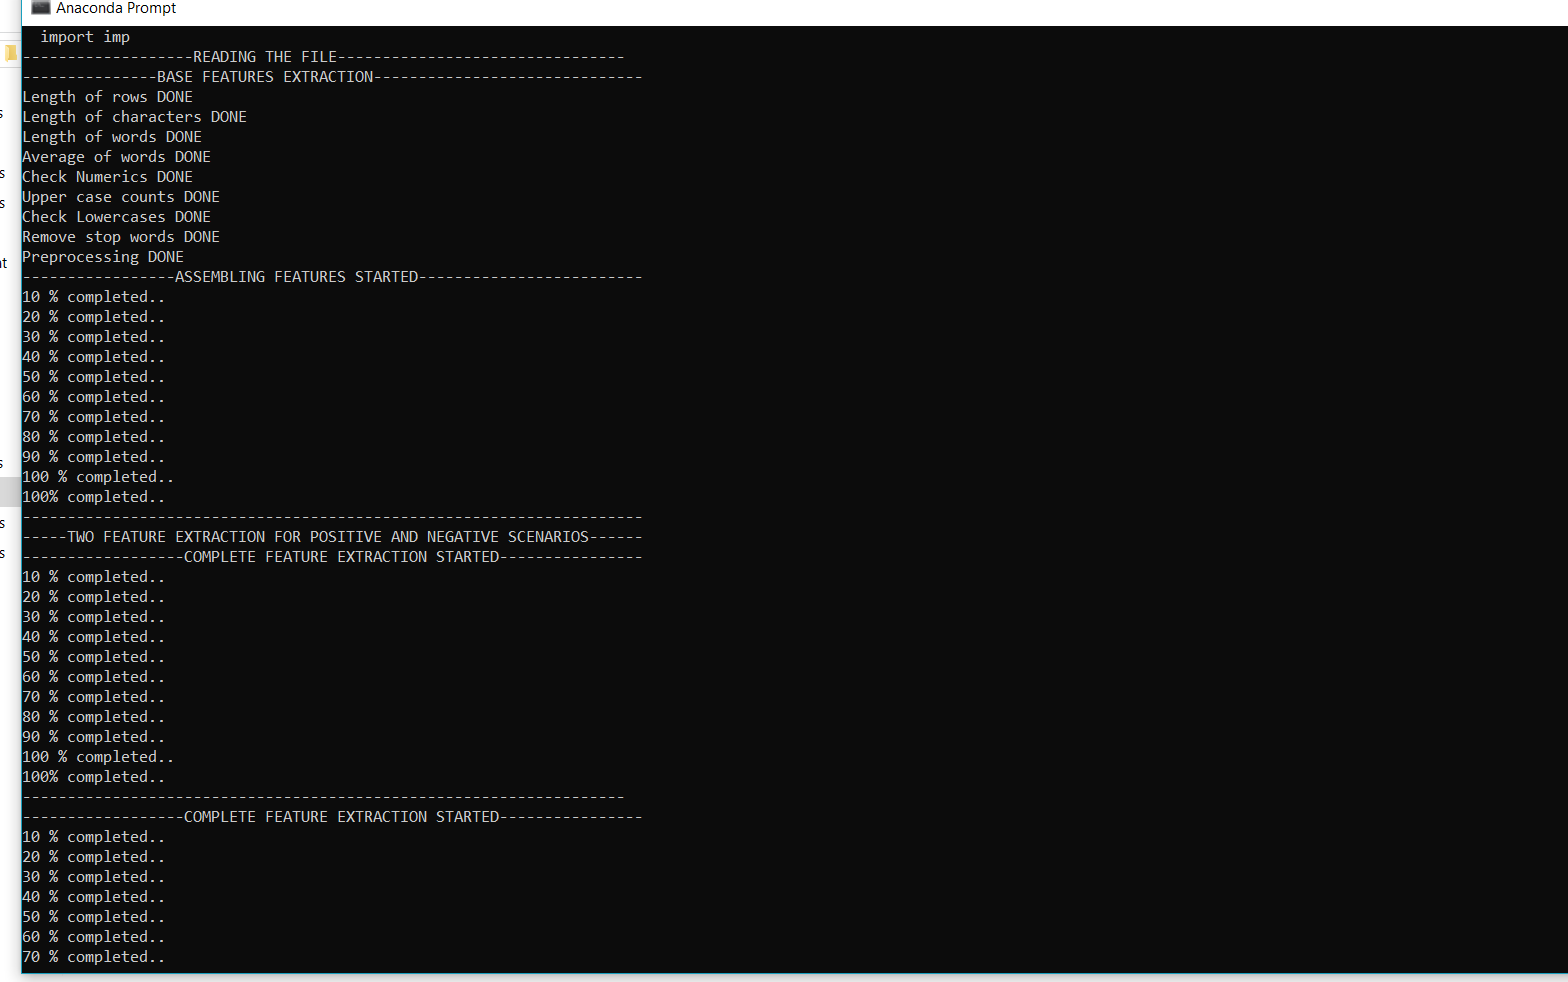 Anaconda Prompt
  import imp
-------------------READING THE FILE--------------------------------
---------------BASE FEATURES EXTRACTION------------------------------
Length of rows DONE
Length of characters DONE
Length of words DONE
Average of words DONE
Check Numerics DONE
Upper case counts DONE
Check Lowercases DONE
Remove stop words DONE
Preprocessing DONE
-----------------ASSEMBLING FEATURES STARTED-------------------------
10 % completed..
20 % completed..
30 % completed..
40 % completed..
50 % completed..
60 % completed..
70 % completed..
80 % completed..
90 % completed..
100 % completed..
100% completed..
---------------------------------------------------------------------
-----TWO FEATURE EXTRACTION FOR POSITIVE AND NEGATIVE SCENARIOS------
------------------COMPLETE FEATURE EXTRACTION STARTED----------------
10 % completed..
20 % completed..
30 % completed..
40 % completed..
50 % completed..
60 % completed..
70 % completed..
80 % completed..
90 % completed..
100 % completed..
100% completed..
-------------------------------------------------------------------
------------------COMPLETE FEATURE EXTRACTION STARTED----------------
10 % completed..
20 % completed..
30 % completed..
40 % completed..
50 % completed..
60 % completed..
70 % completed..